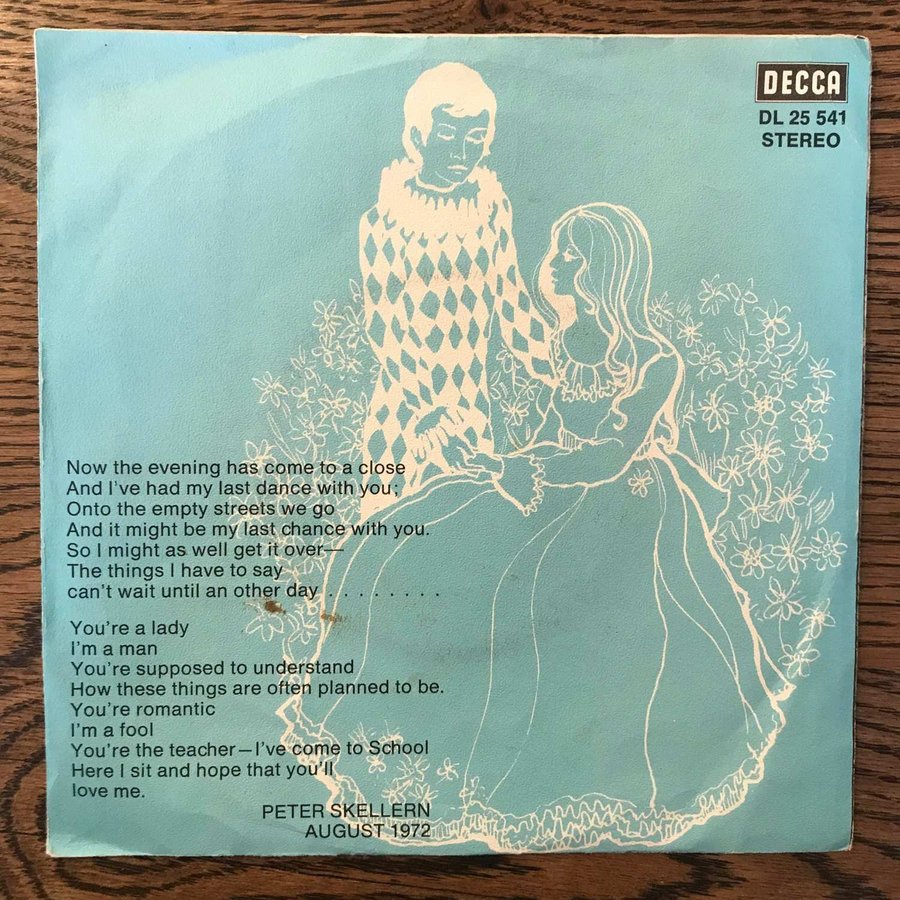 DECCA
DL 25 541
STEREO
Now the evening has come to a close
And I've had my last dance with you;
Onto the empty streets we go
And it might be my last chance with you.
So I might as well get it over—
The things I have to say
can't wait until an other day . . . . . . . .
You're a lady
I'm a man
You're supposed to understand
How these things are often planned to be.
You're romantic
I'm a fool
You're the teacher—I've come to School
Here I sit and hope that you'll
love me.
PETER SKELLERN
AUGUST 1972